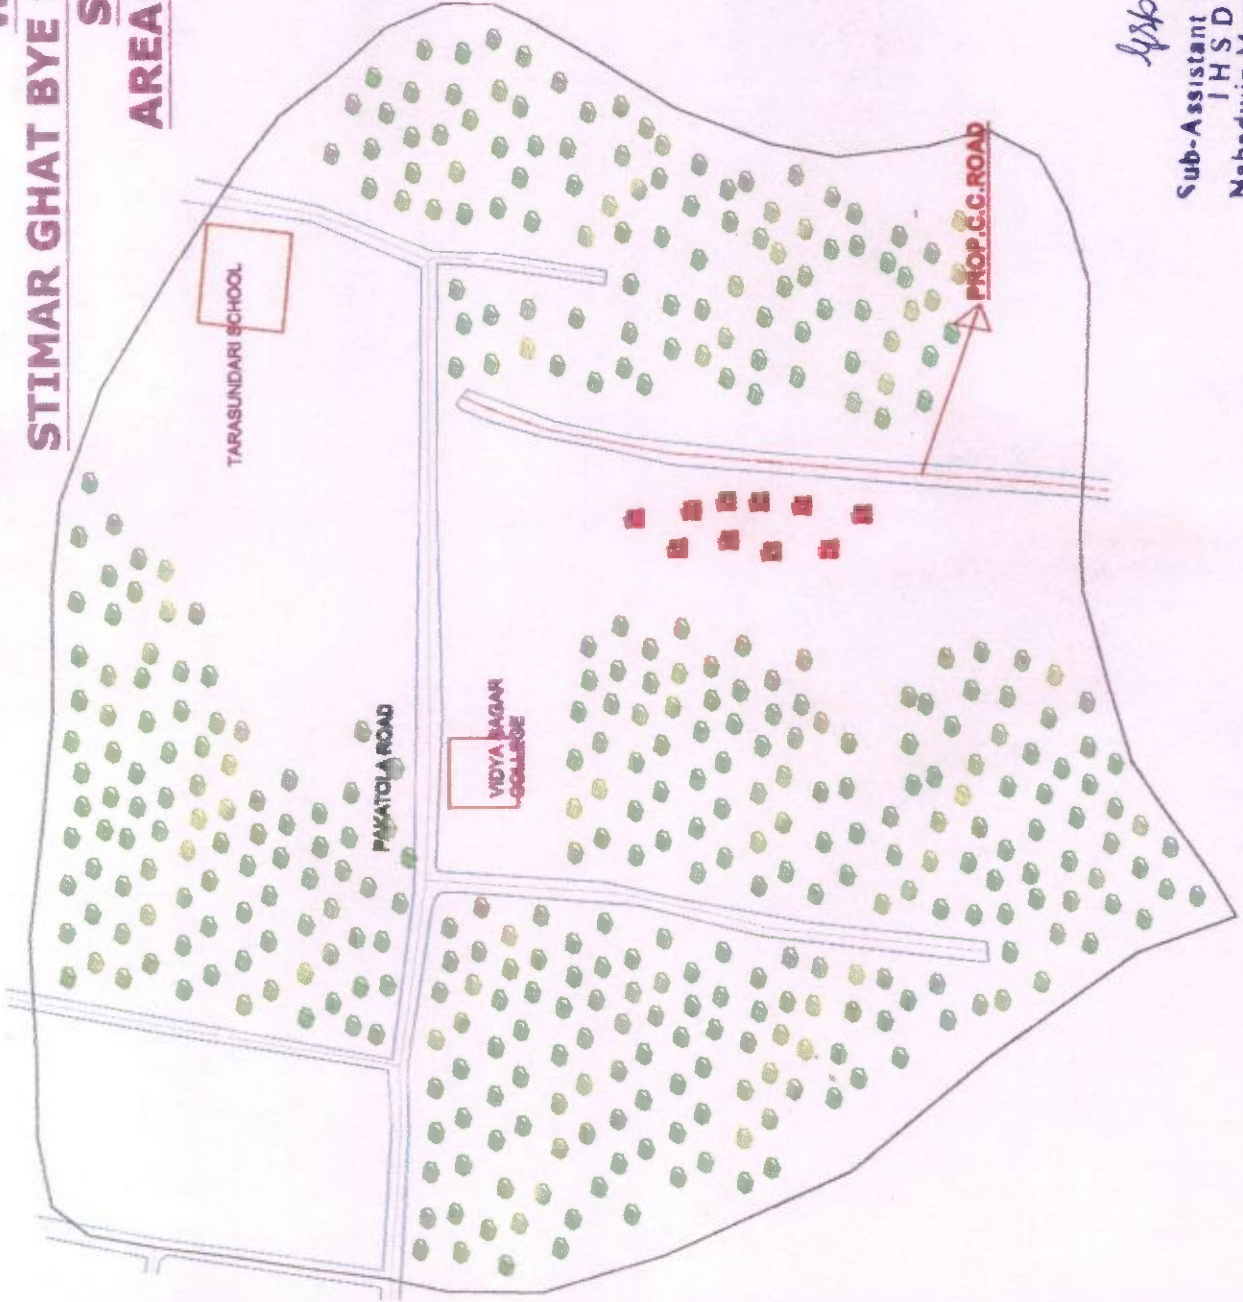 STIMAR GHAT BYE
S
AREA
TARASUNDARI SCHOOL
PROP.C.C.ROAD
PAKATOLA ROAD
VIDYA SAGAR
COLLEGE
Sub-Assistant
I H S D